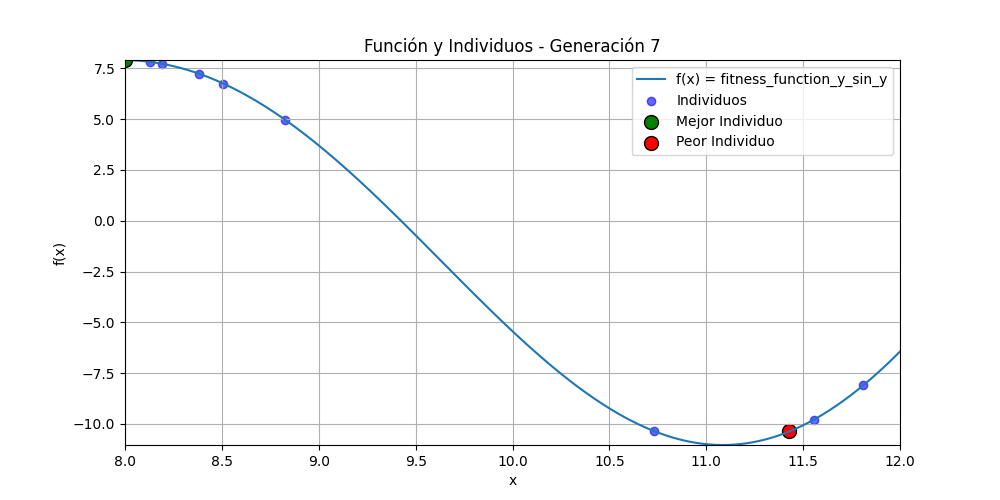 Función y Individuos - Generación 7
f(x) = fitness_function_y_sin_y
Individuos
Mejor Individuo
Peor Individuo
f(x)
7.5
5.0
2.5
0.0
−2.5
−5.0
−7.5
−10.0
8.0 8.5 9.0 9.5 10.0 10.5 11.0 11.5 12.0
x